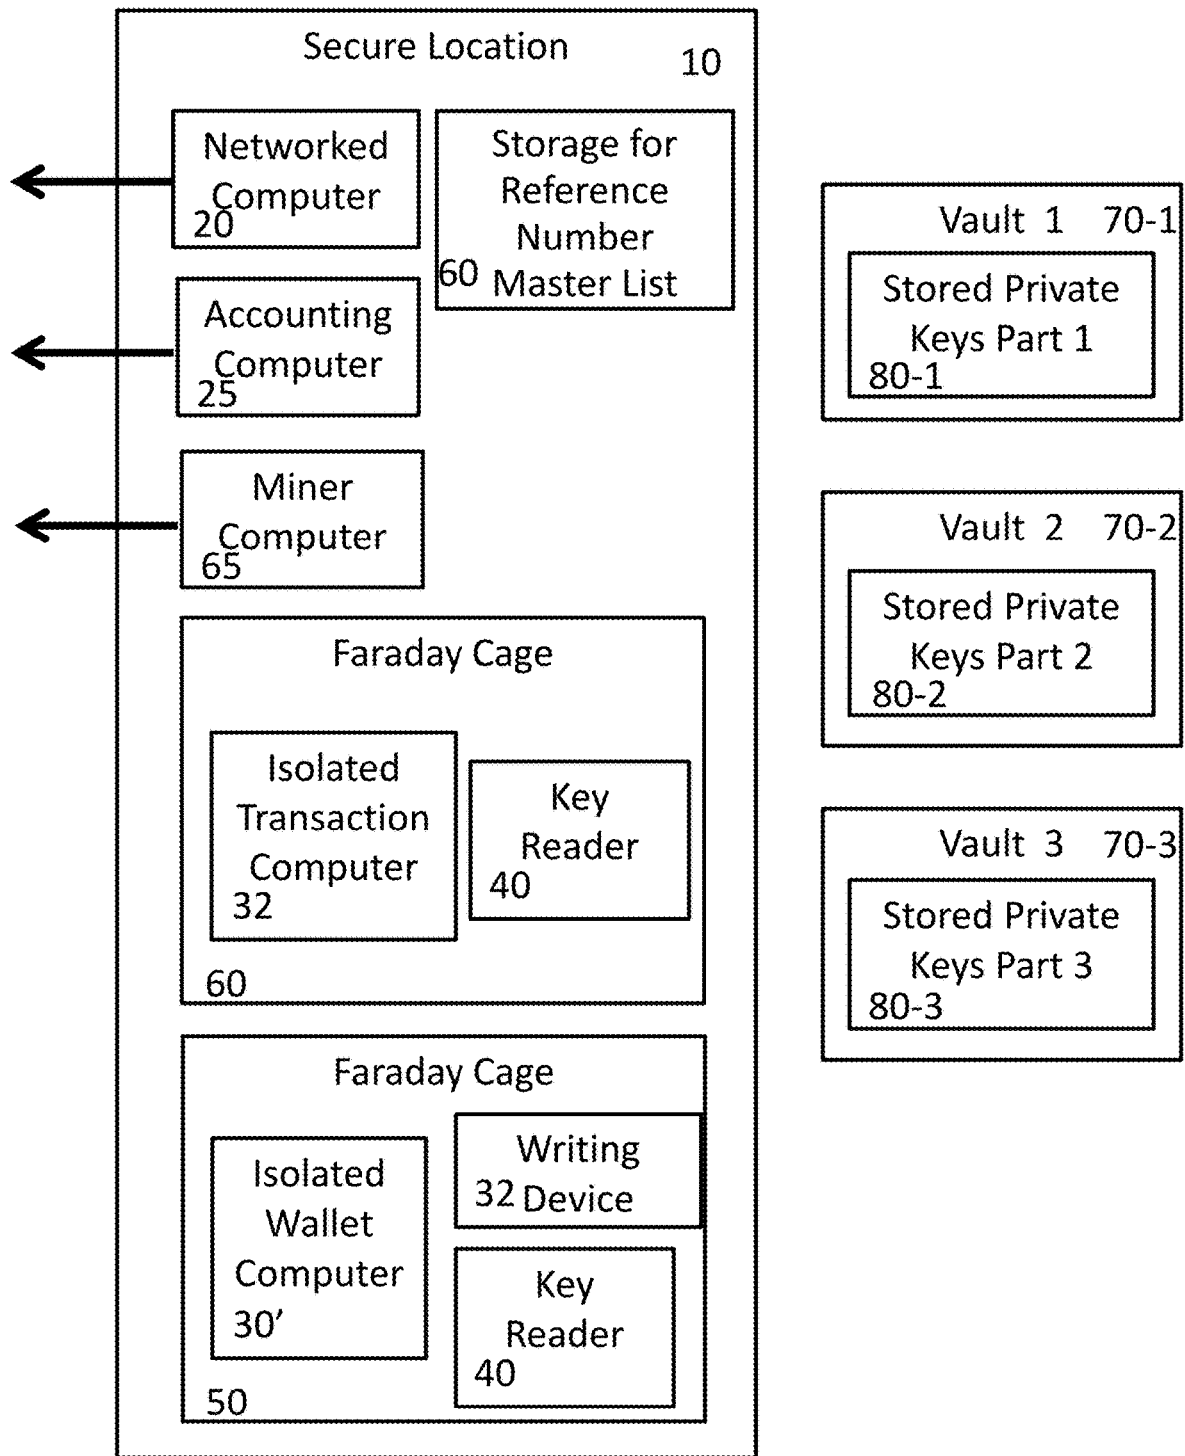 Secure Location
10
Networked
Computer
20
Storage for
Reference
Number
60
Master List
Accounting
Computer
25
Miner
Computer
65
Faraday Cage
Isolated
Transaction
Computer
32
Key
Reader
40
60
Faraday Cage
Isolated
Wallet
Computer
30’
Writing
32 Device
Key
Reader
40
50
Vault 1 70-1
Stored Private
Keys Part 1
80-1
Vault 2 70-2
Stored Private
Keys Part 2
80-2
Vault 3 70-3
Stored Private
Keys Part 3
80-3